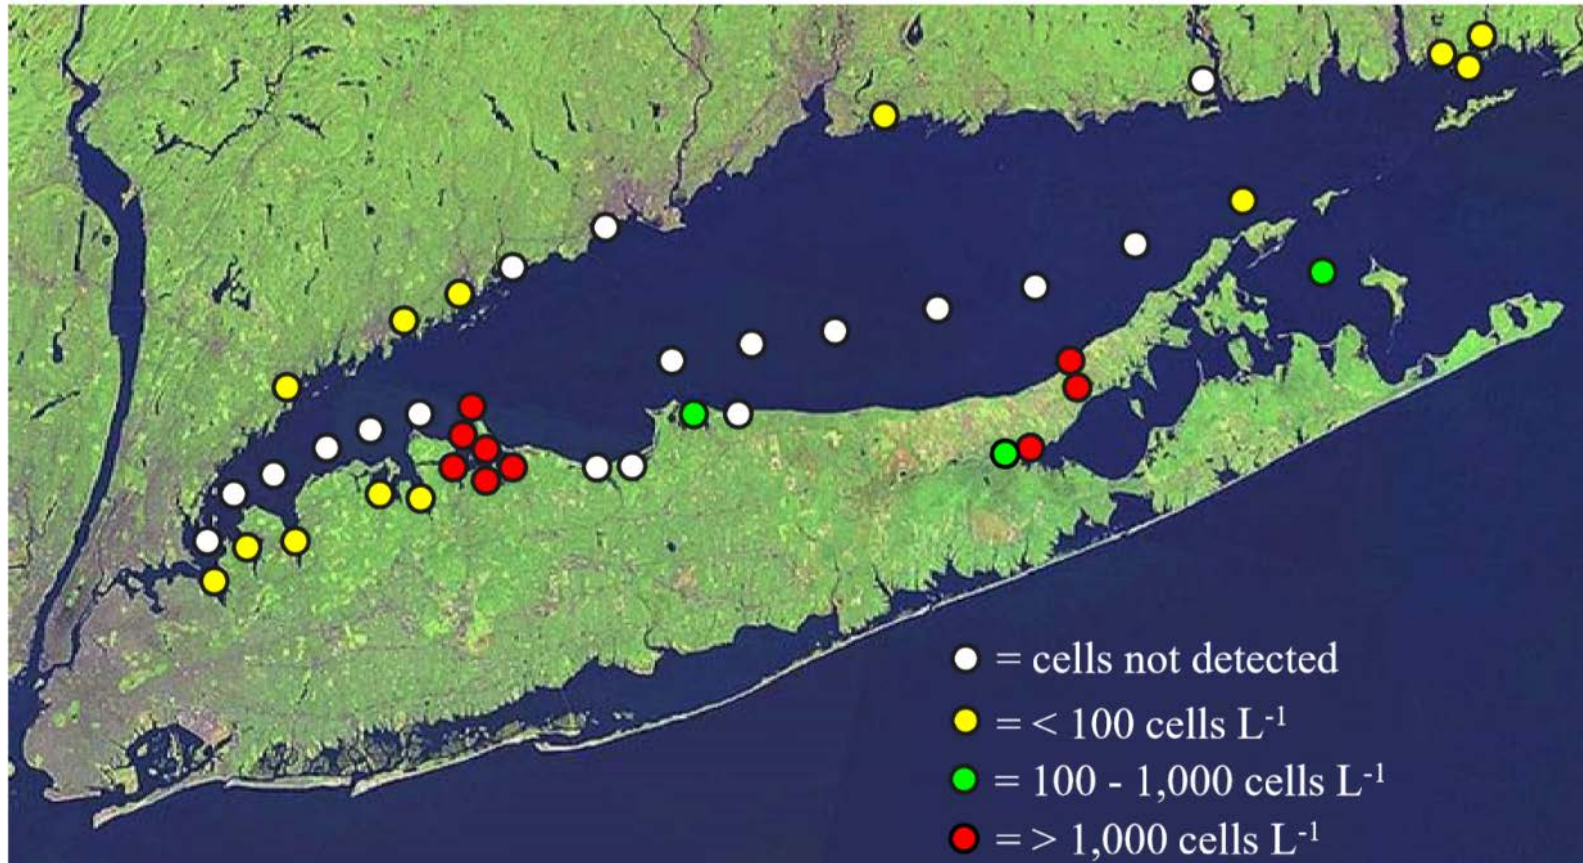 = cells not detected
= < 100 cells L⁻¹
= 100 - 1,000 cells L⁻¹
= > 1,000 cells L⁻¹